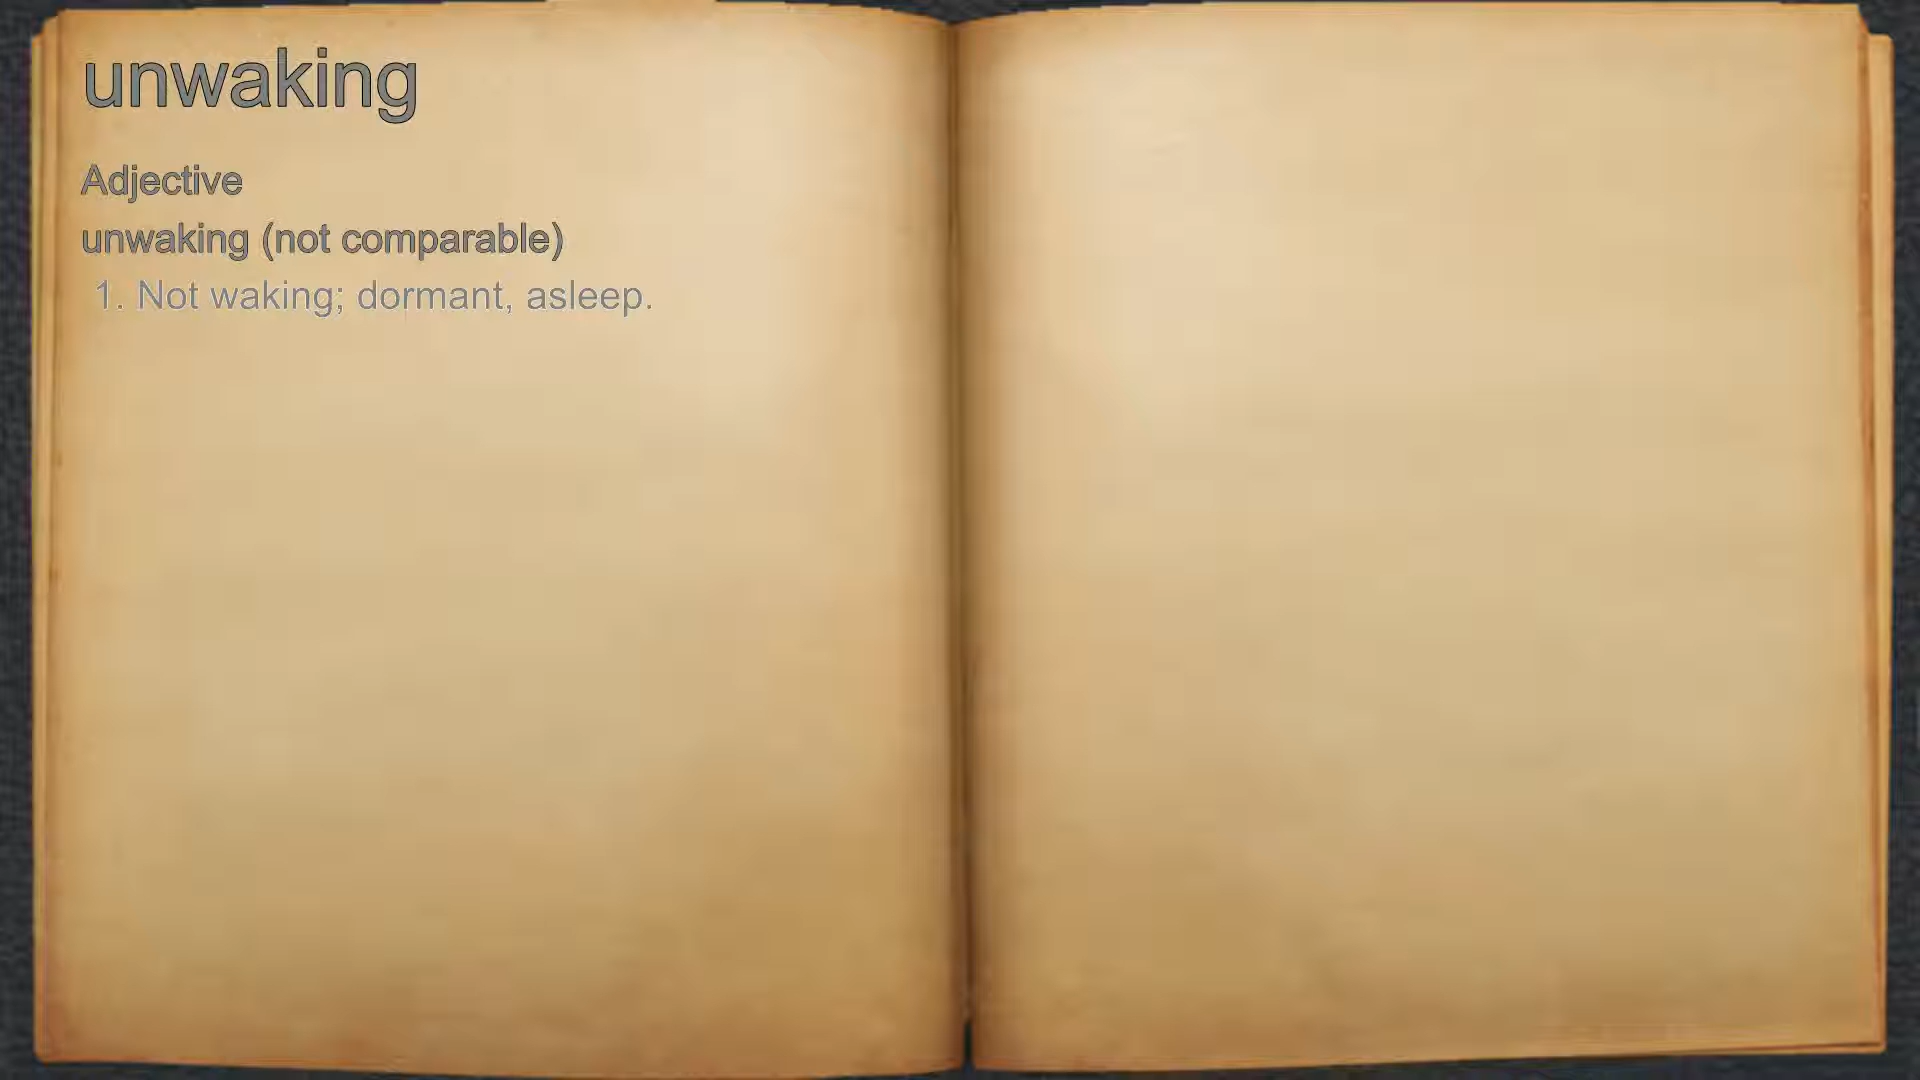 unwaking
Adjective
unwaking (not comparable)
1. Not waking; dormant, asleep.